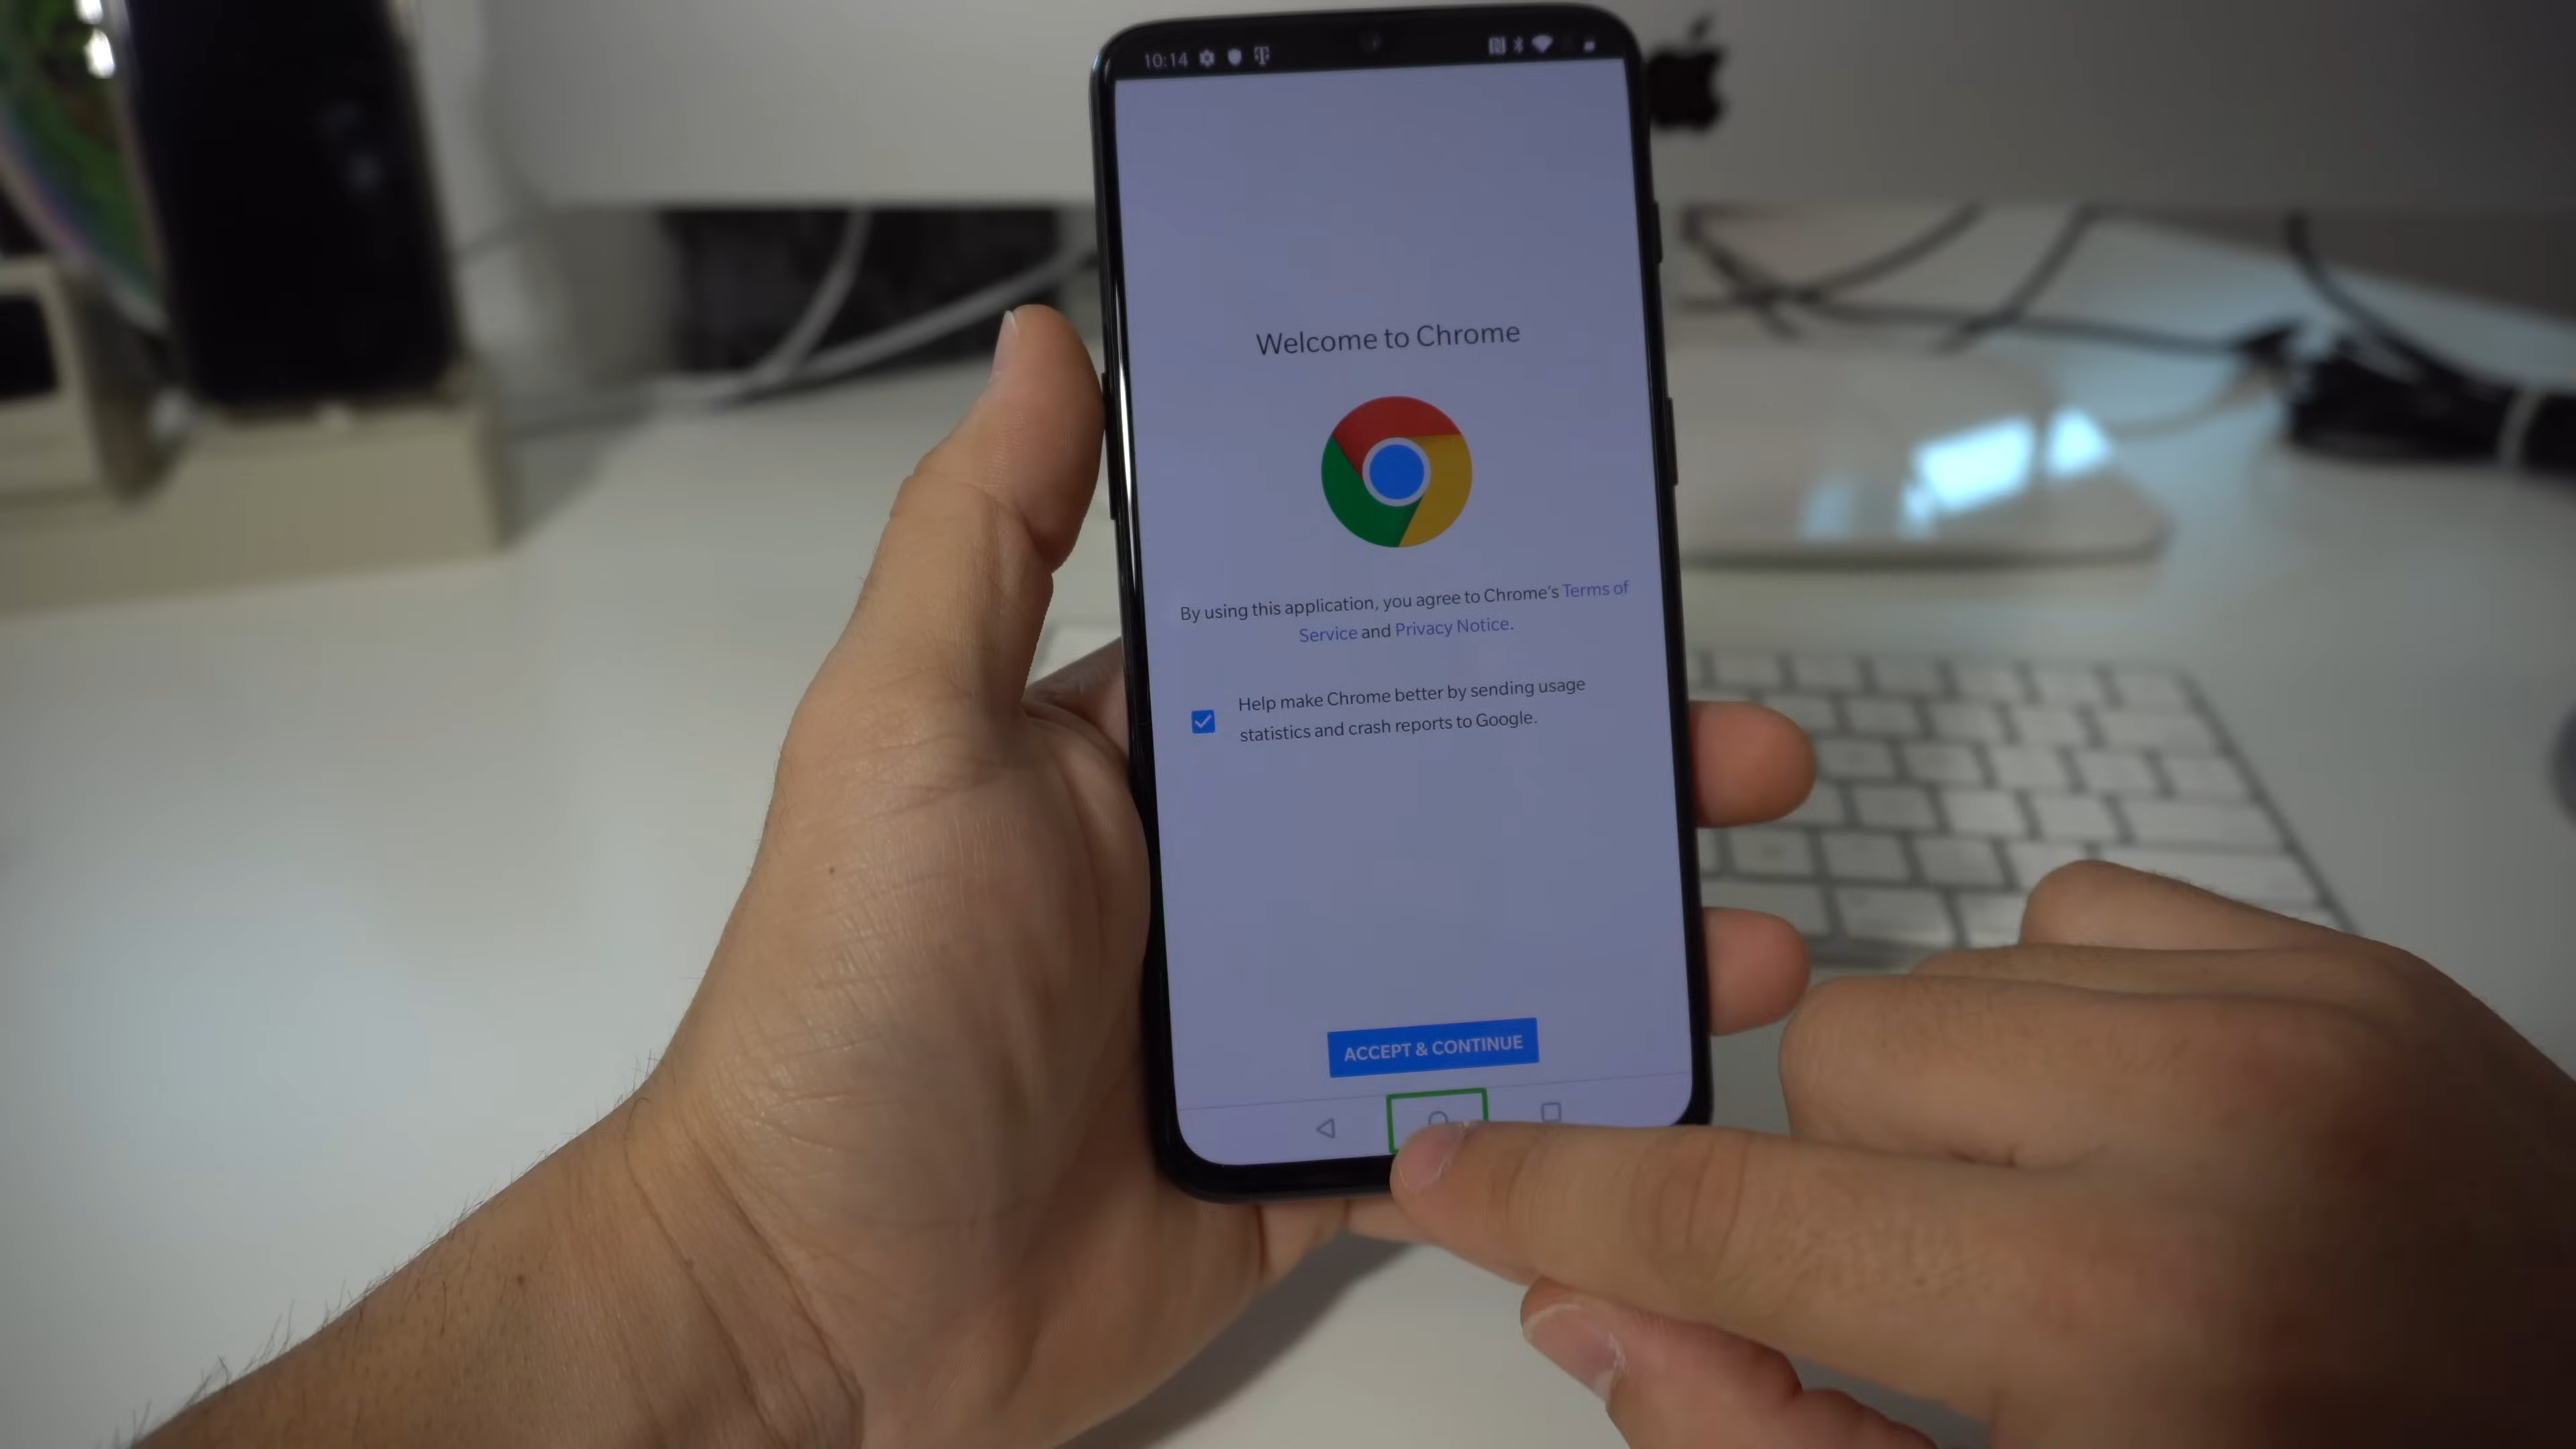 10:14
Welcome to Chrome
By using this application, you agree to Chrome's Terms of
Service and Privacy Notice.
Help make Chrome better by sending usage
statistics and crash reports to Google.
ACCEPT & CONTINUE